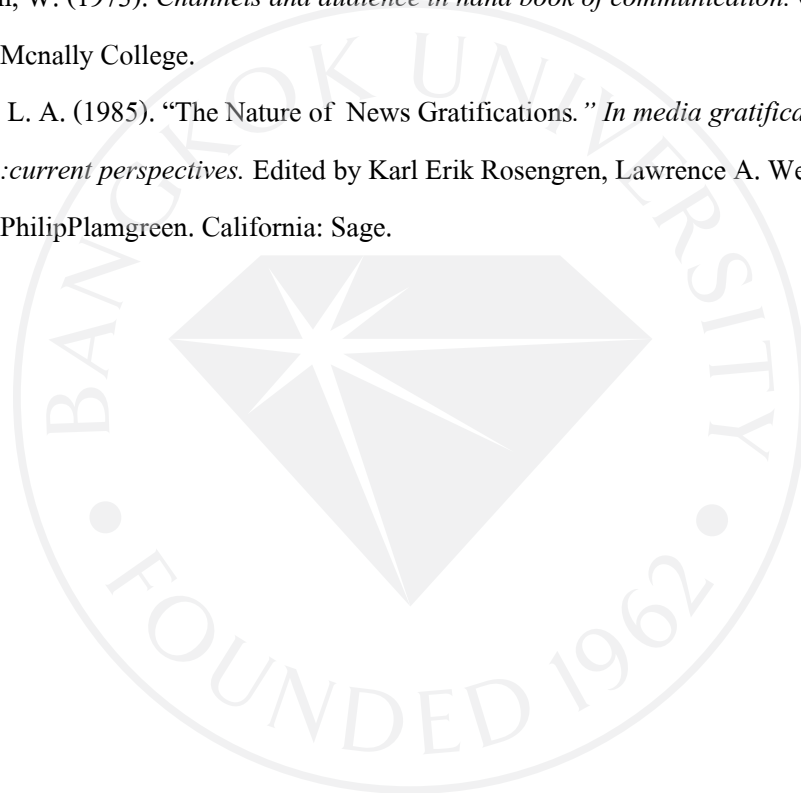 W. (1973). Channels and audience in hand book of communication.
Mcnally College.
L. A. (1985). “The Nature of News Gratifications.” In media gratifica
:current perspectives. Edited by Karl Erik Rosengren, Lawrence A. We
PhilipPlamgreen. California: Sage.
BANGKOK UNIVERSITY
FOUNDED 1962